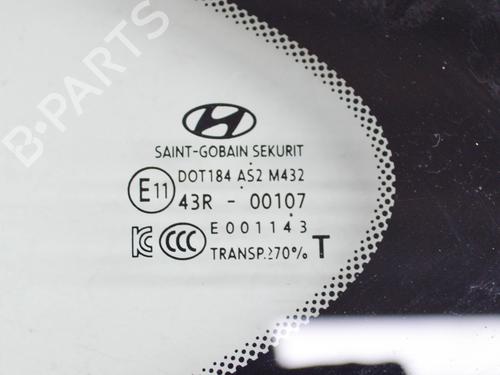 B-PARTS
SAINT-GOBAIN SEKURIT
DOT184 AS2 M432
E11 43R - 00107
E001143
CCC
TRANSP.≥70% T